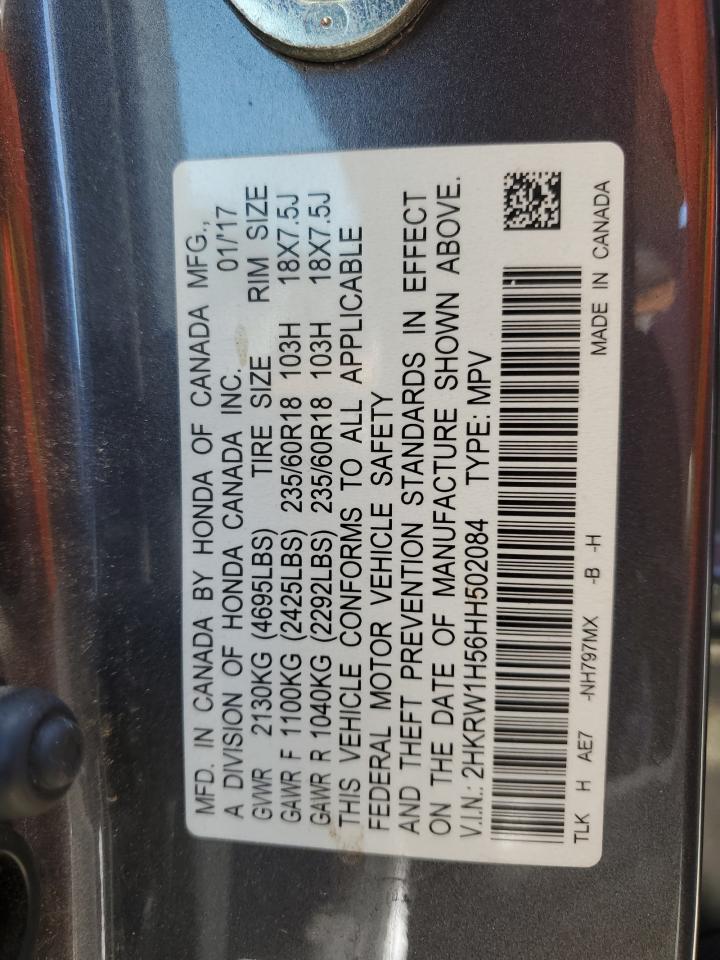 MFD. IN CANADA BY HONDA OF CANADA MFG.,
A DIVISION OF HONDA CANADA INC. 01/17
GVWR 2130KG (4695LBS) TIRE SIZE RIM SIZE
GAWR F 1100KG (2425LBS) 235/60R18 103H 18X7.5J
GAWR R 1040KG (2292LBS) 235/60R18 103H 18X7.5J
THIS VEHICLE CONFORMS TO ALL APPLICABLE
FEDERAL MOTOR VEHICLE SAFETY
AND THEFT PREVENTION STANDARDS IN EFFECT
ON THE DATE OF MANUFACTURE SHOWN ABOVE.
V.I.N.: 2HKRW1H56HH502084 TYPE: MPV
TLK H AE7 -NH797MX -B -H MADE IN CANADA